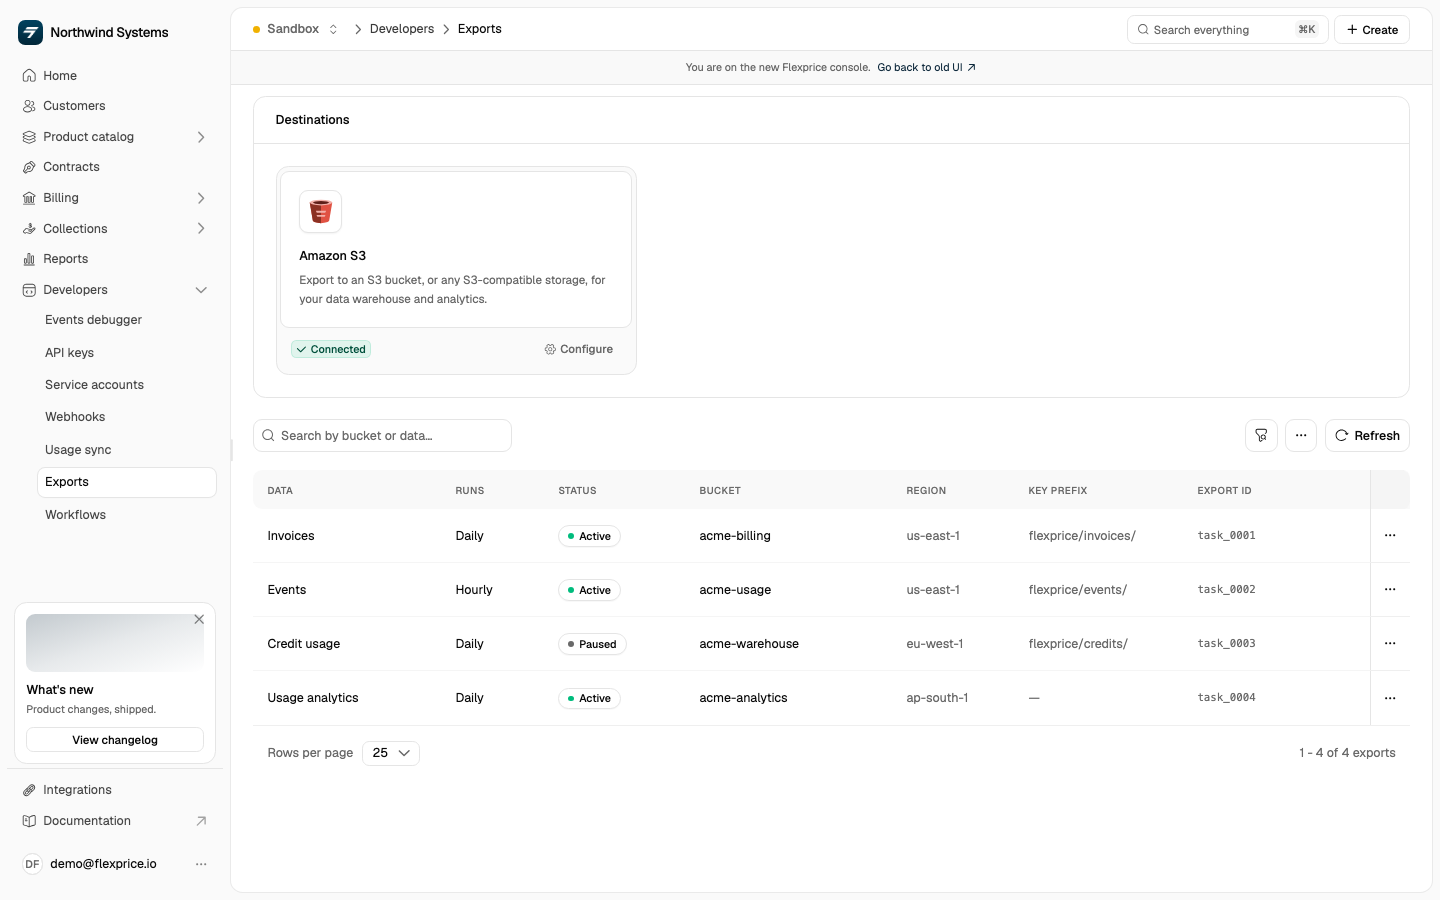 Northwind Systems
Home
Customers
Product catalog
Contracts
Billing
Collections
Reports
Developers
Events debugger
API keys
Service accounts
Webhooks
Usage sync
Exports
Workflows
What's new
Product changes, shipped.
View changelog
Integrations
Documentation
DF demo@flexprice.io
Sandbox Developers Exports
Search everything ⌘K
Create
You are on the new Flexprice console. Go back to old UI
Destinations
Amazon S3
Export to an S3 bucket, or any S3-compatible storage, for
your data warehouse and analytics.
Connected Configure
Search by bucket or data...
Refresh
DATA RUNS STATUS BUCKET REGION KEY PREFIX EXPORT ID
Invoices Daily Active acme-billing us-east-1 flexprice/invoices/ task_0001
Events Hourly Active acme-usage us-east-1 flexprice/events/ task_0002
Credit usage Daily Paused acme-warehouse eu-west-1 flexprice/credits/ task_0003
Usage analytics Daily Active acme-analytics ap-south-1 — task_0004
Rows per page 25 1 - 4 of 4 exports